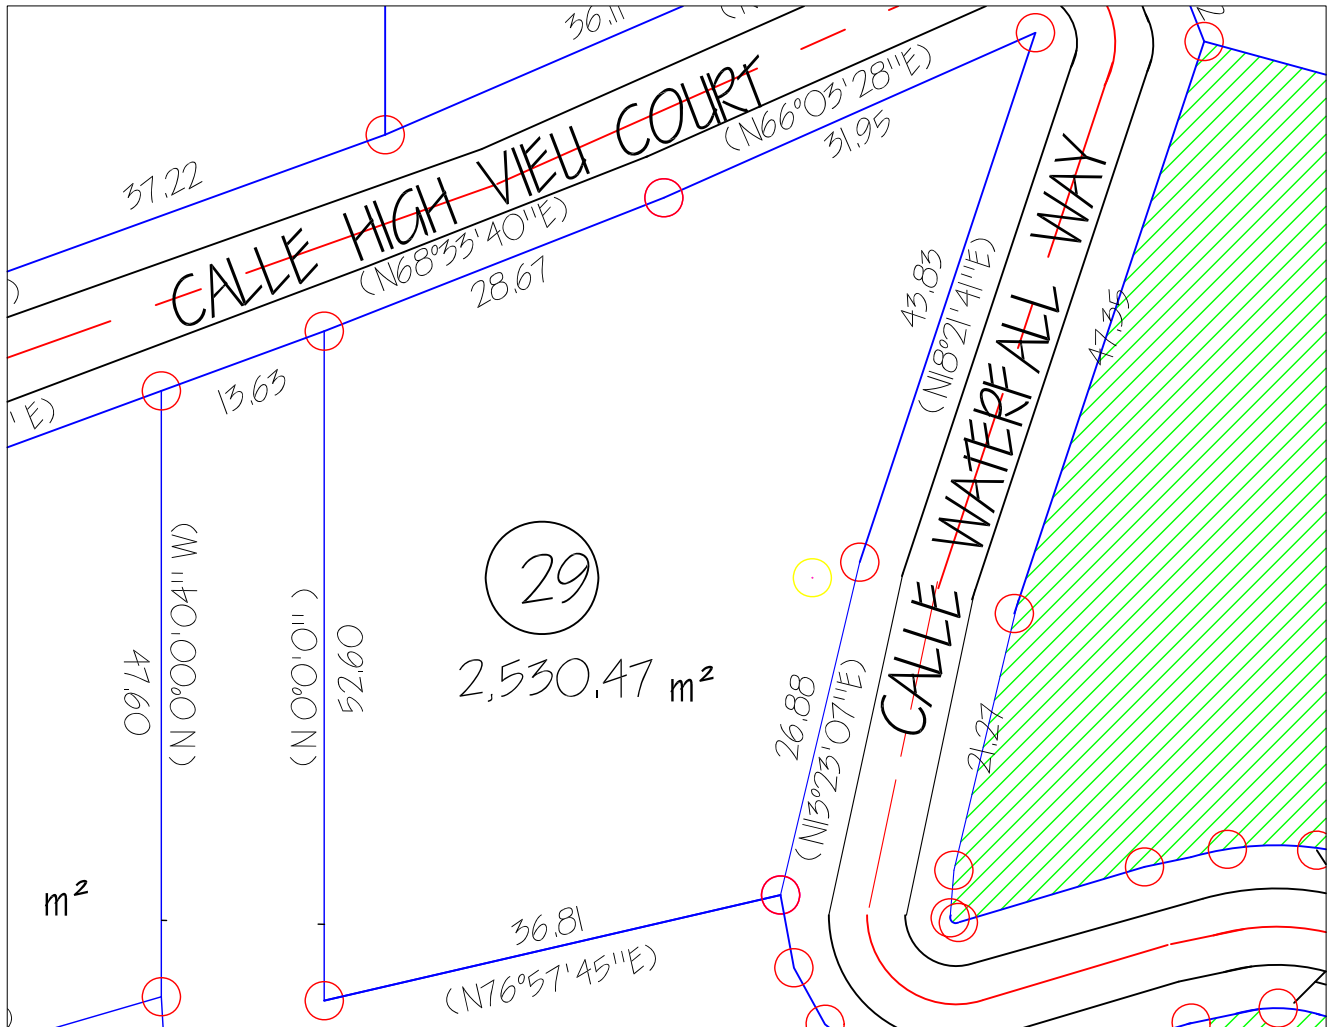 36.11
37.22
CALLE HIGH VIEU COURT
(N66°03'28"E)
31.95
(N68°33'40"E)
28.67
13.63
"E)
43.83
(N18°21'41"E)
CALLE WATERFALL WAY
47.35
47.60
(N 0°00'04" W)
(N 0°0'0" )
52.60
29
2,530.47 m²
26.88
(N13°23'07"E)
21.27
m²
36.81
(N76°57'45"E)